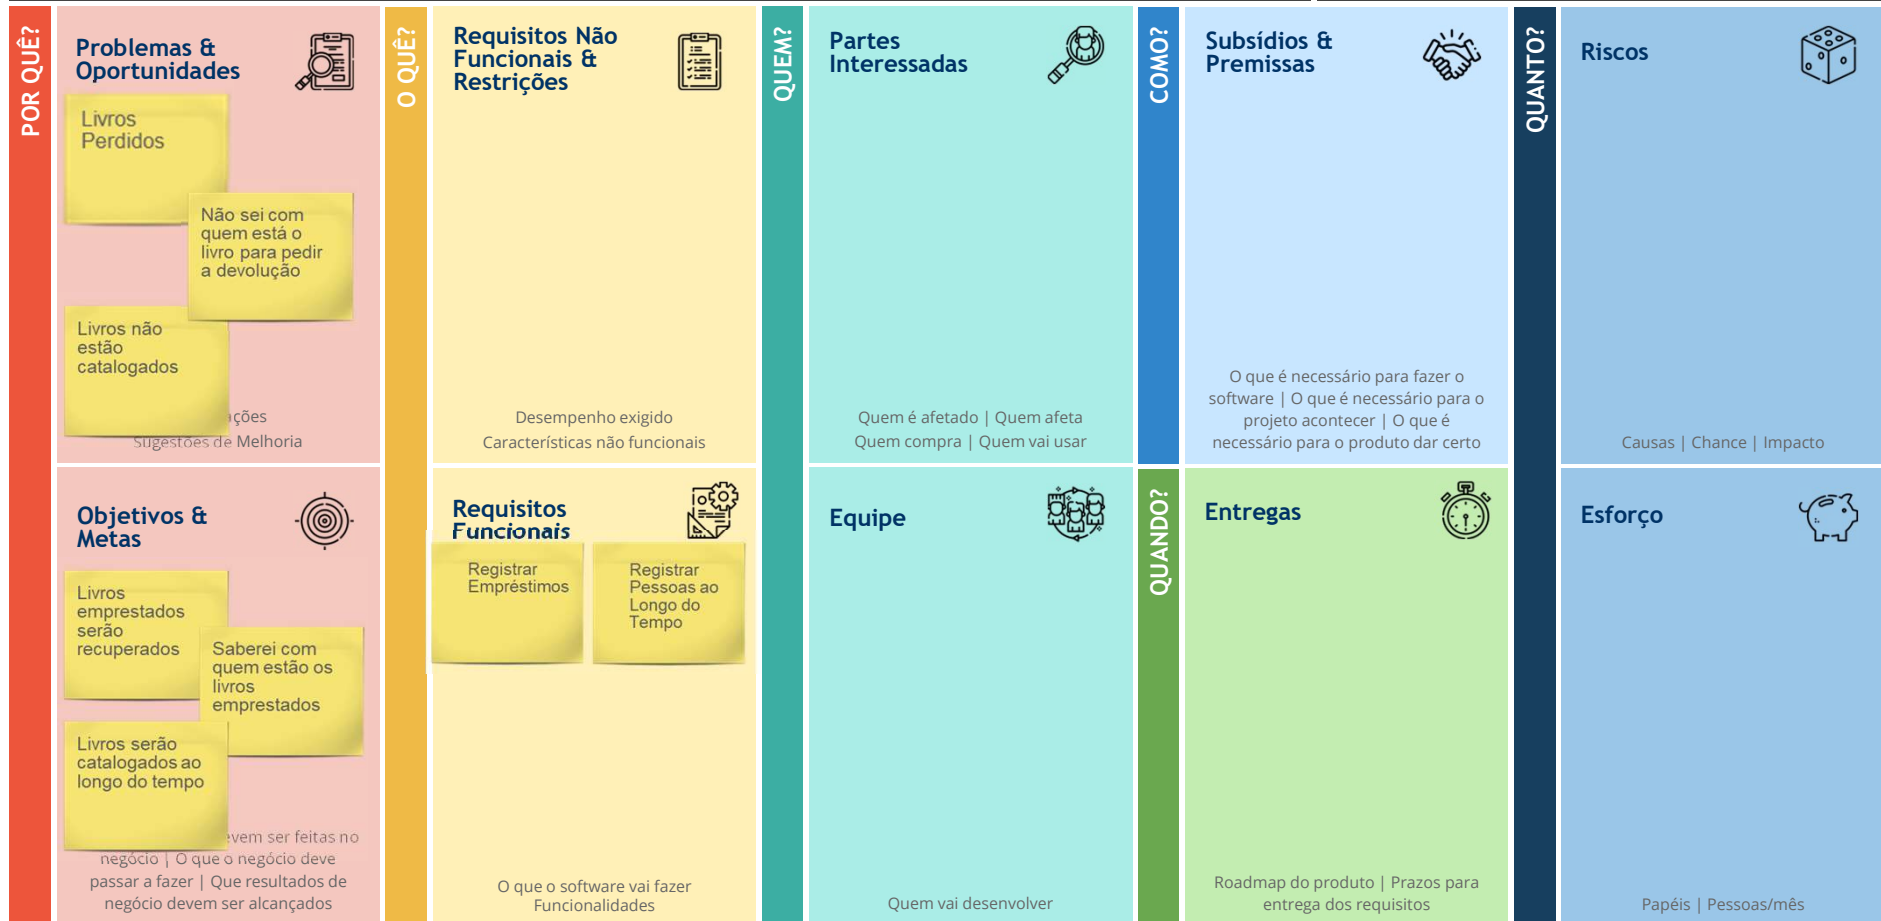 POR QUÊ?
Problemas &
Oportunidades
Livros
Perdidos
Não sei com
quem está o
livro para pedir
a devolução
Livros não
estão
catalogados
ções
Sugestões de Melhoria
Objetivos &
Metas
Livros
emprestados
serão
recuperados
Saberei com
quem estão os
livros
emprestados
Livros serão
catalogados ao
longo do tempo
evem ser feitas no
negócio | O que o negócio deve
passar a fazer | Que resultados de
negócio devem ser alcançados
O QUÊ?
Requisitos Não
Funcionais &
Restrições
Desempenho exigido
Características não funcionais
Requisitos
Funcionais
Registrar
Empréstimos
Registrar
Pessoas ao
Longo do
Tempo
O que o software vai fazer
Funcionalidades
QUEM?
Partes
Interessadas
Quem é afetado | Quem afeta
Quem compra | Quem vai usar
Equipe
Quem vai desenvolver
COMO?
Subsídios &
Premissas
O que é necessário para fazer o
software | O que é necessário para o
projeto acontecer | O que é
necessário para o produto dar certo
QUANDO?
Entregas
Roadmap do produto | Prazos para
entrega dos requisitos
QUANTO?
Riscos
Causas | Chance | Impacto
Esforço
Papéis | Pessoas/mês